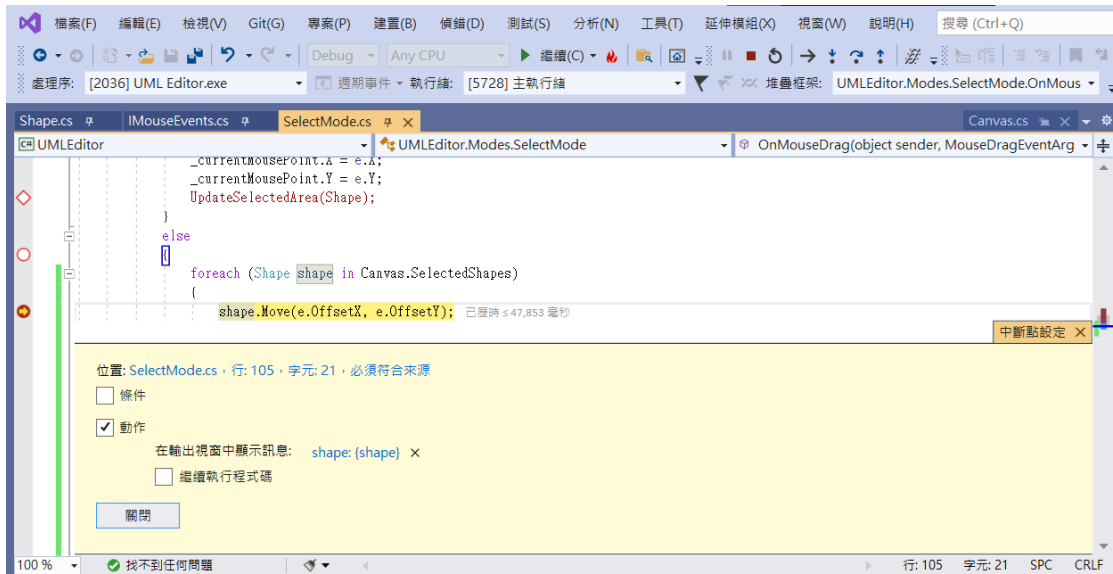 檔案(F) 編輯(E) 檢視(V) Git(G) 專案(P) 建置(B) 偵錯(D) 測試(S) 分析(N) 工具(T) 延伸模組(X) 視窗(W) 說明(H) 搜尋 (Ctrl+Q)
Debug Any CPU 繼續(C)
處理序: [2036] UML Editor.exe 週期事件 執行緒: [5728] 主執行緒 堆疊框架: UMLEditor.Modes.SelectMode.OnMous
Shape.cs IMouseEvents.cs SelectMode.cs Canvas.cs
C# UMLEditor UMLEditor.Modes.SelectMode OnMouseDrag(object sender, MouseDragEventArg
_currentMousePoint.X = e.X;
_currentMousePoint.Y = e.Y;
UpdateSelectedArea(Shape);
}
else
{
foreach (Shape shape in Canvas.SelectedShapes)
{
shape.Move(e.OffsetX, e.OffsetY); 已歷時 ≤ 47,853 毫秒
中斷點設定
位置: SelectMode.cs，行: 105，字元: 21，必須符合來源
條件
動作
在輸出視窗中顯示訊息: shape: {shape}
繼續執行程式碼
關閉
100 % 找不到任何問題 行: 105 字元: 21 SPC CRLF